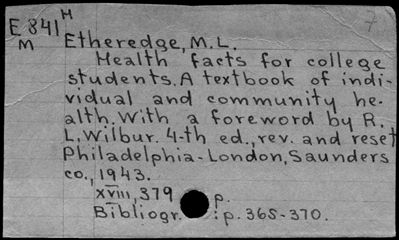 H
E 841
M
7
Etheredge, M.L.
Health facts for college
students. A textbook of indi-
vidual and community he-
alth. With a foreword by R.
L. Wilbur. 4-th ed., rev. and reset
Philadelphia-London, Saunders
co., 1943.
xviii, 379 p.
Bibliogr.: p. 365-370.